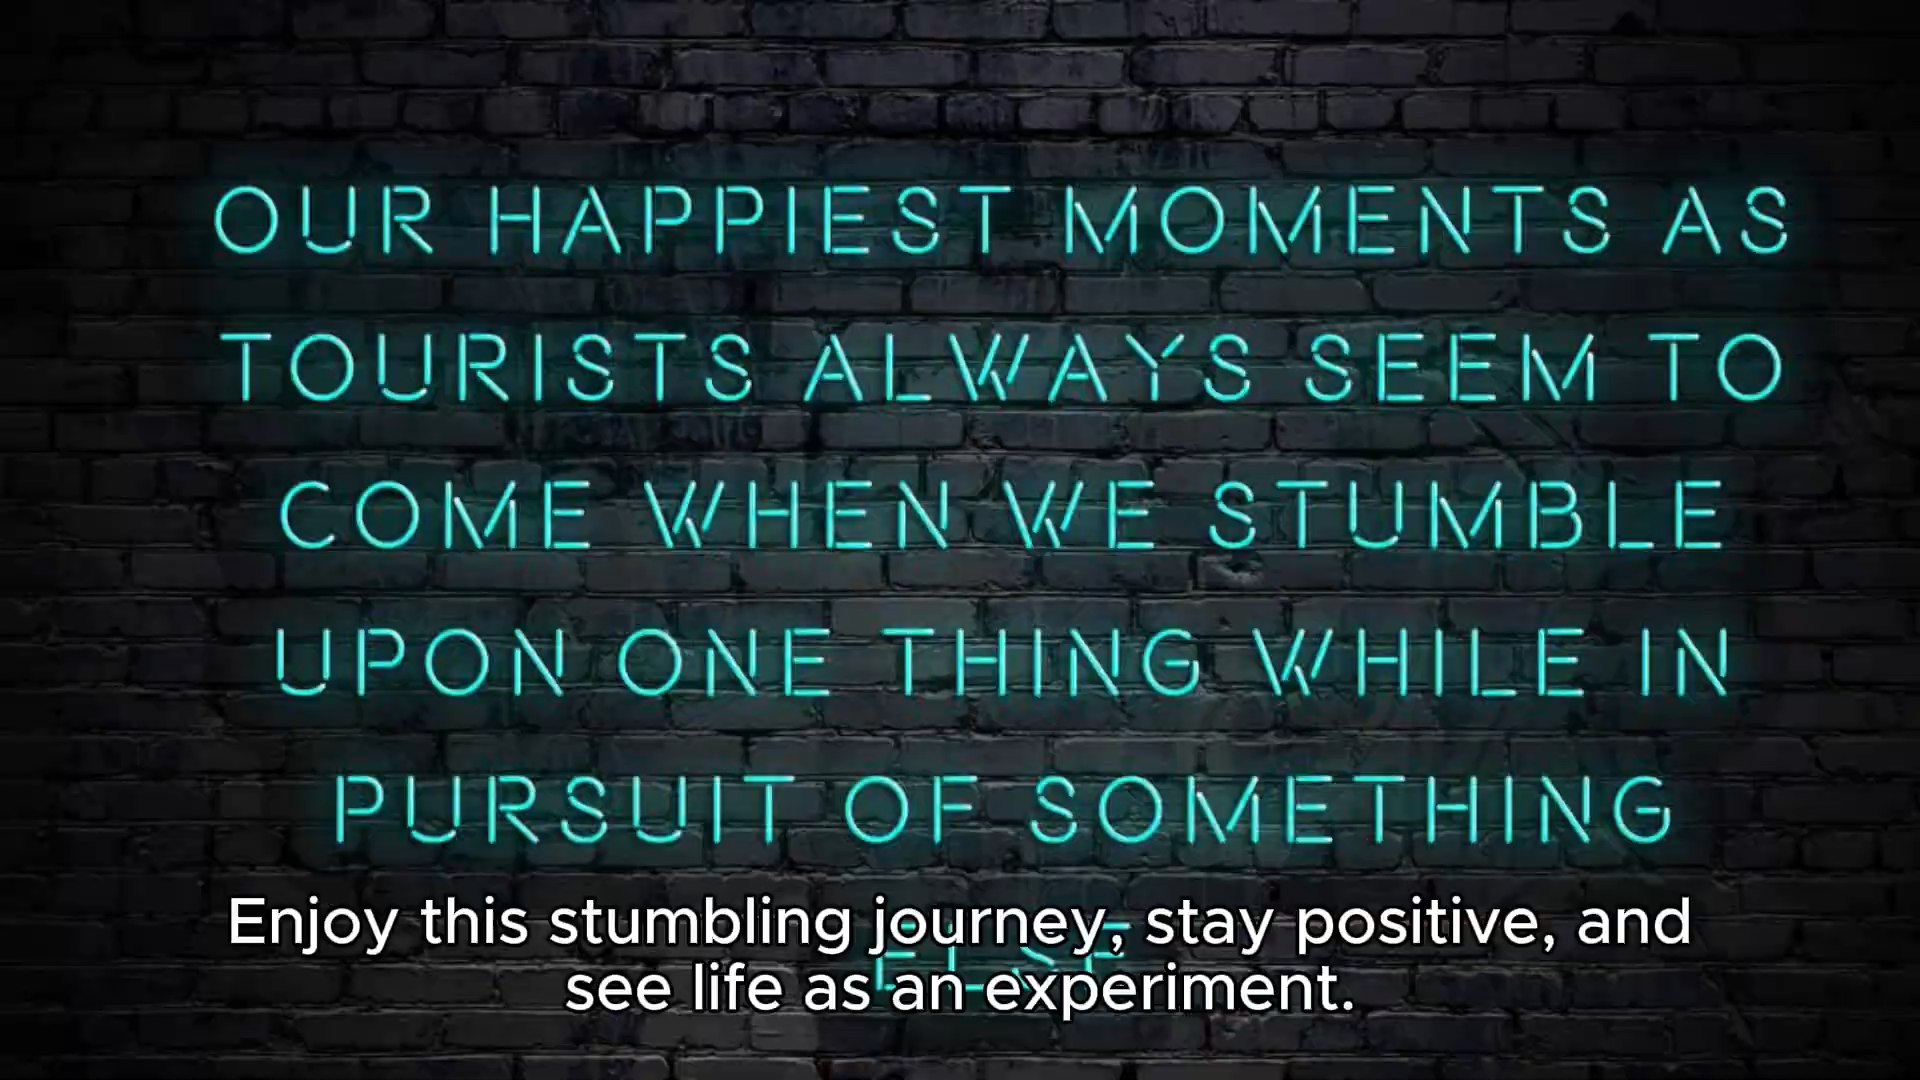 OUR HAPPIEST MOMENTS AS
TOURISTS ALWAYS SEEM TO
COME WHEN WE STUMBLE
UPON ONE THING WHILE IN
PURSUIT OF SOMETHING
ELSE
Enjoy this stumbling journey, stay positive, and
see life as an experiment.